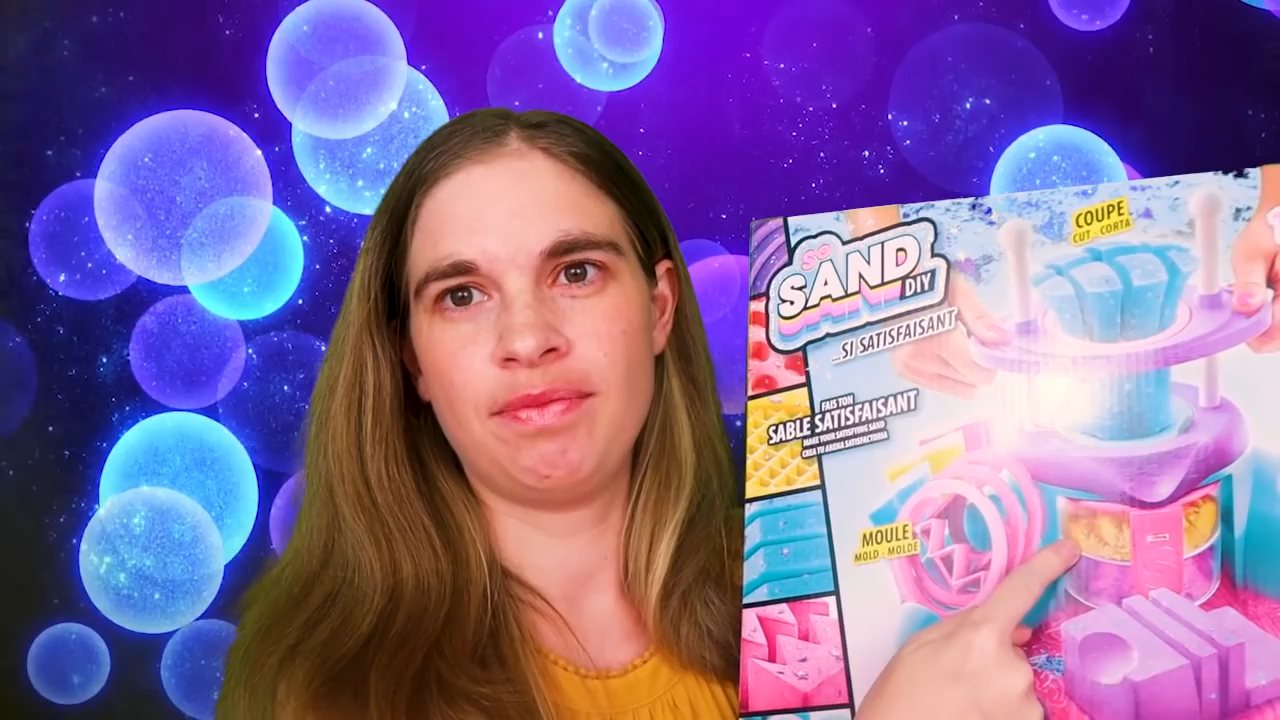 SO
SAND
DIY
...SI SATISFAISANT
FAIS TON
SABLE SATISFAISANT
MAKE YOUR SATISFYING SAND
CREA TU ARENA SATISFACTORIA
COUPE
CUT - CORTA
MOULE
MOLD - MOLDE